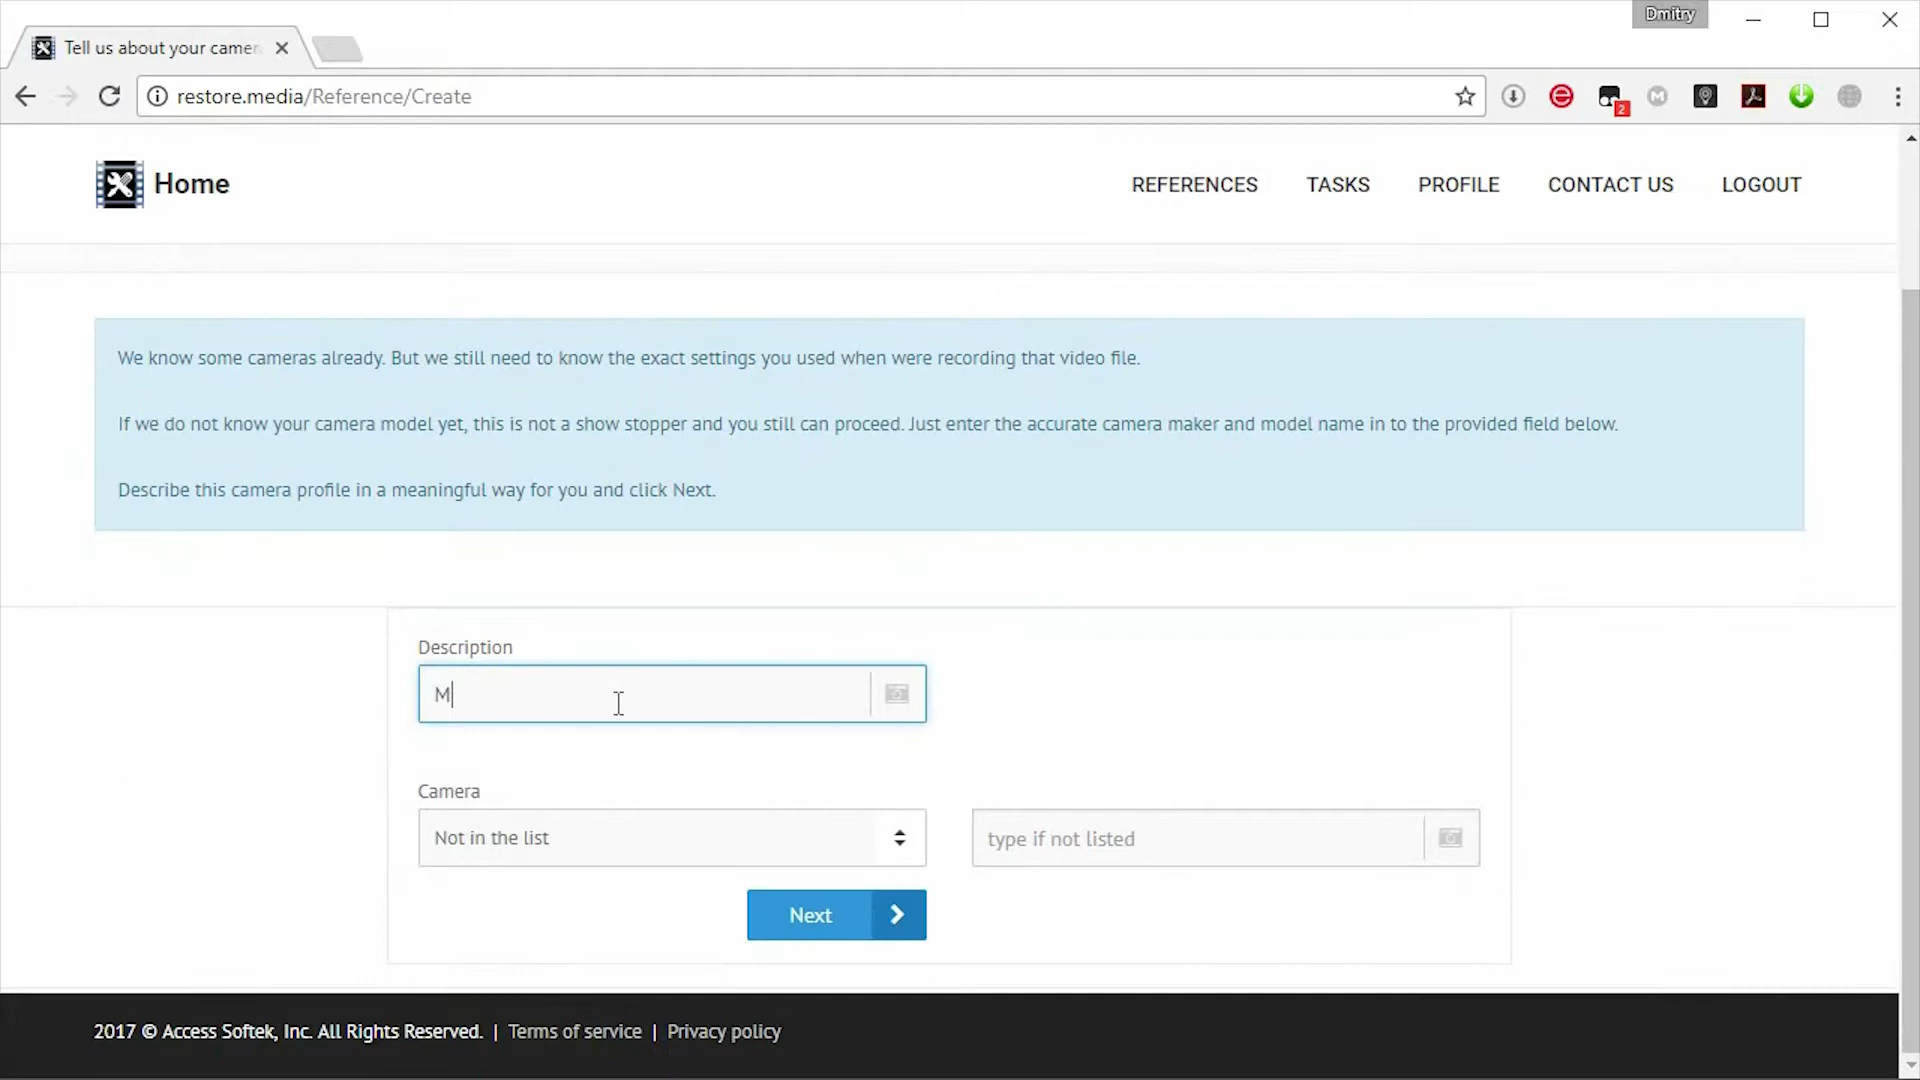 Dmitry
Tell us about your camer
restore.media/Reference/Create
2
M
Home
REFERENCES
TASKS
PROFILE
CONTACT US
LOGOUT
We know some cameras already. But we still need to know the exact settings you used when were recording that video file.
If we do not know your camera model yet, this is not a show stopper and you still can proceed. Just enter the accurate camera maker and model name in to the provided field below.
Describe this camera profile in a meaningful way for you and click Next.
Description
M
Camera
Not in the list
type if not listed
Next
2017 © Access Softek, Inc. All Rights Reserved. | Terms of service | Privacy policy